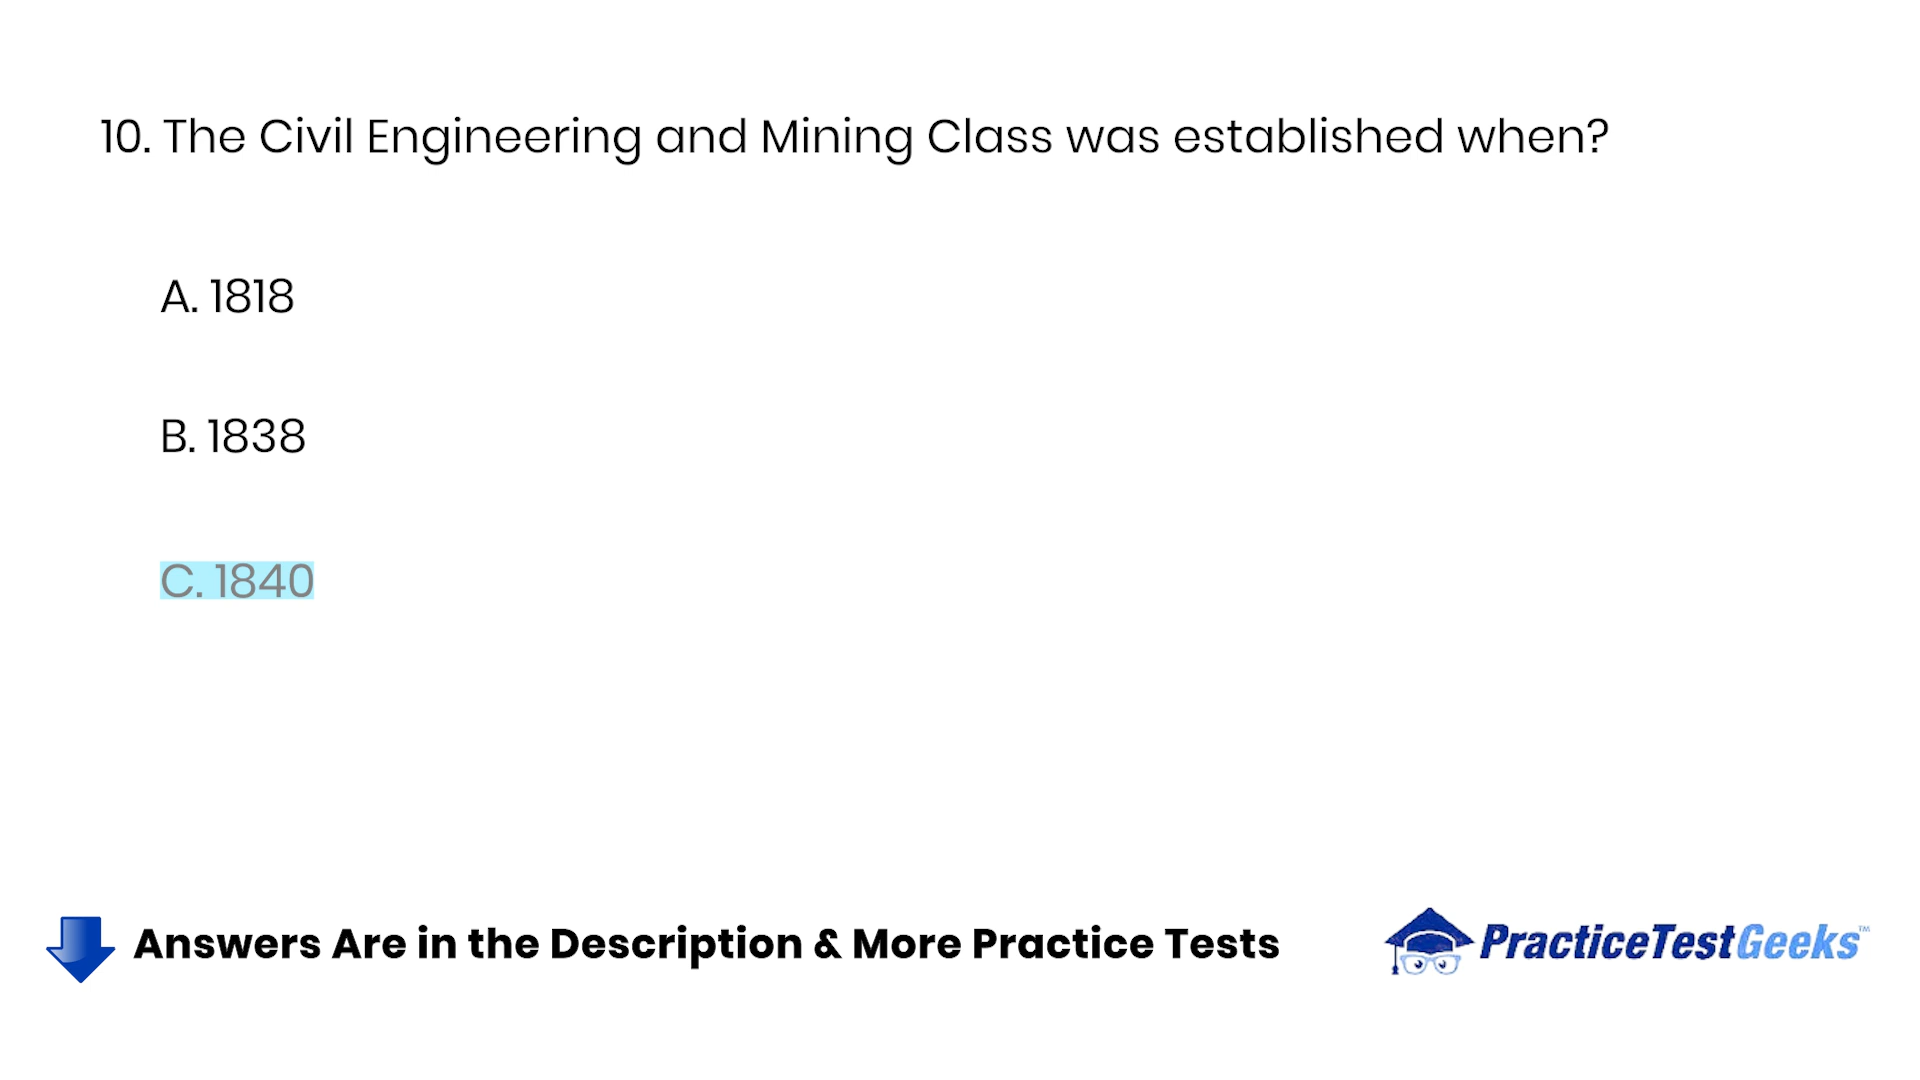 10. The Civil Engineering and Mining Class was established when?
A. 1818
B. 1838
C. 1840
Answers Are in the Description & More Practice Tests
PracticeTestGeeks™